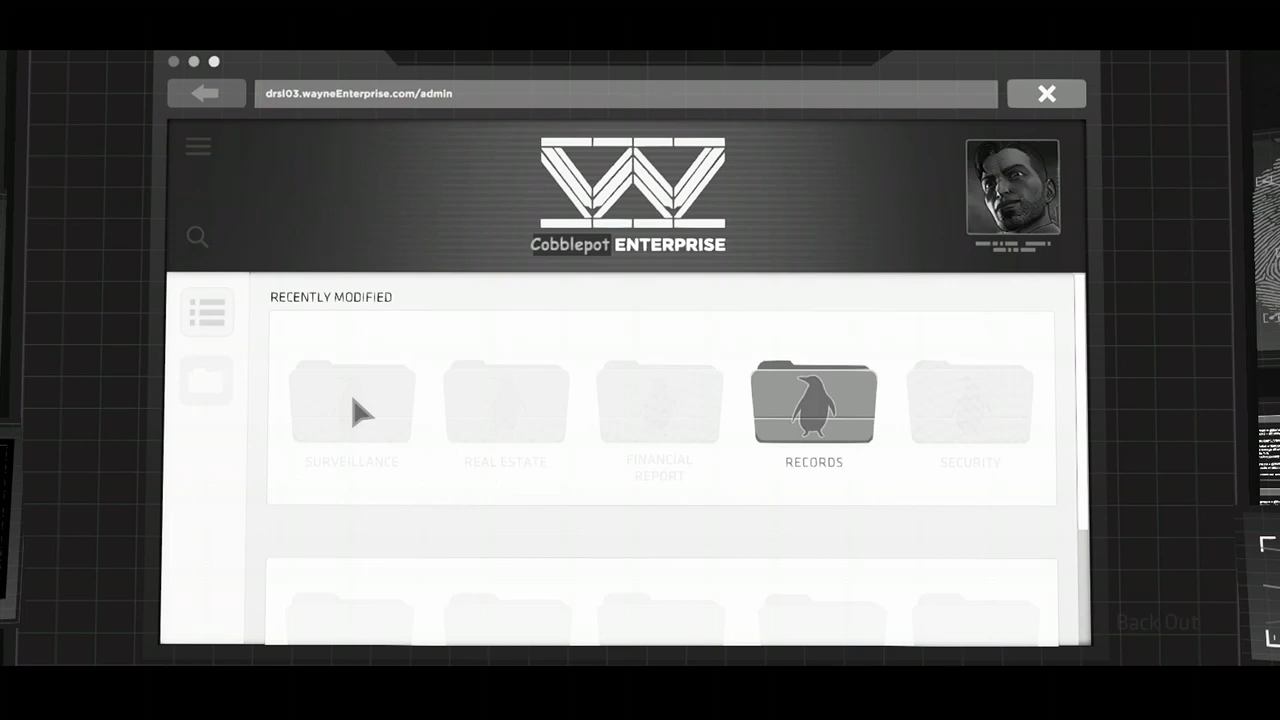 drsl03.wayneEnterprise.com/admin
Cobblepot ENTERPRISE
RECENTLY MODIFIED
SURVEILLANCE REAL ESTATE FINANCIAL REPORT RECORDS SECURITY
Back Out